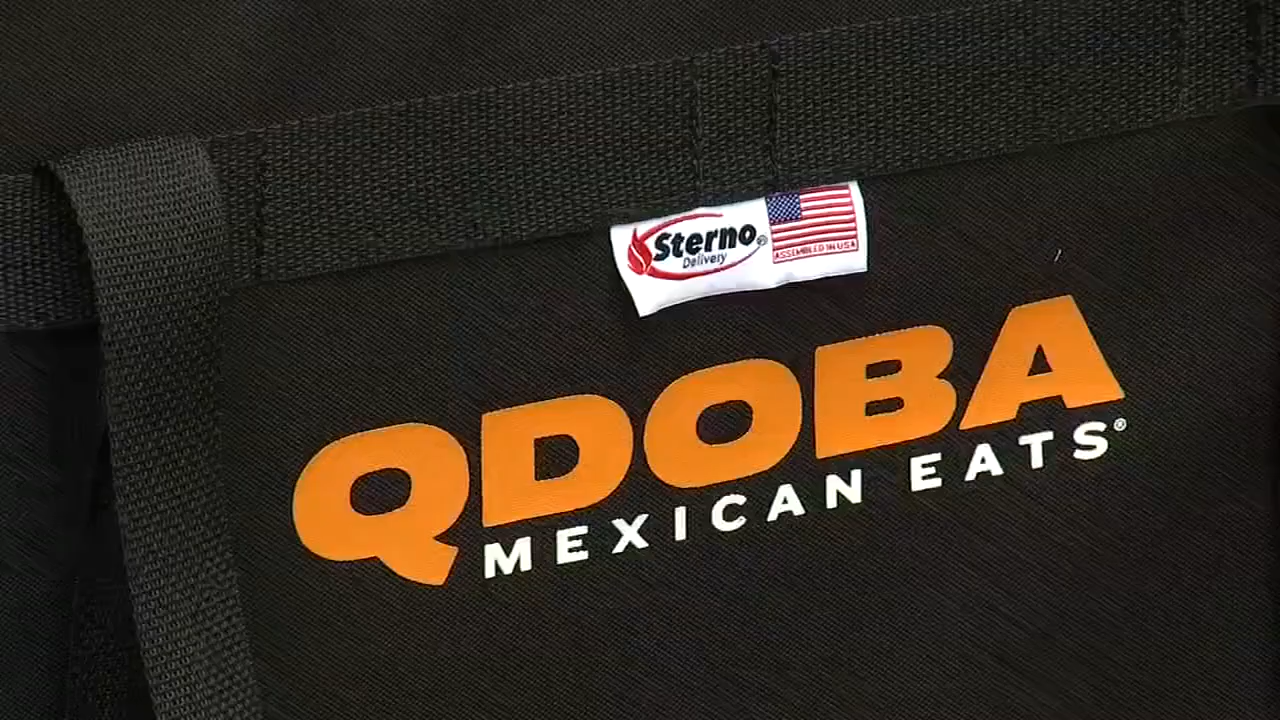 Sterno®
Delivery
ASSEMBLED IN USA
QDOBA
MEXICAN EATS®